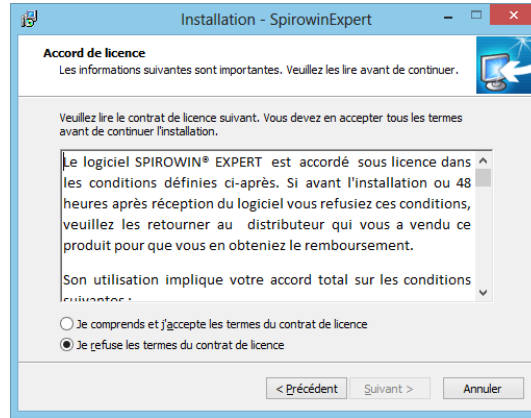 Installation - SpirowinExpert
Accord de licence
Les informations suivantes sont importantes. Veuillez les lire avant de continuer.
Veuillez lire le contrat de licence suivant. Vous devez en accepter tous les termes
avant de continuer l'installation.
Le logiciel SPIROWIN® EXPERT est accordé sous licence dans
les conditions définies ci-après. Si avant l'installation ou 48
heures après réception du logiciel vous refusiez ces conditions,
veuillez les retourner au distributeur qui vous a vendu ce
produit pour que vous en obteniez le remboursement.
Son utilisation implique votre accord total sur les conditions
suivantes :
Je comprends et j'accepte les termes du contrat de licence
Je refuse les termes du contrat de licence
< Précédent
Suivant >
Annuler